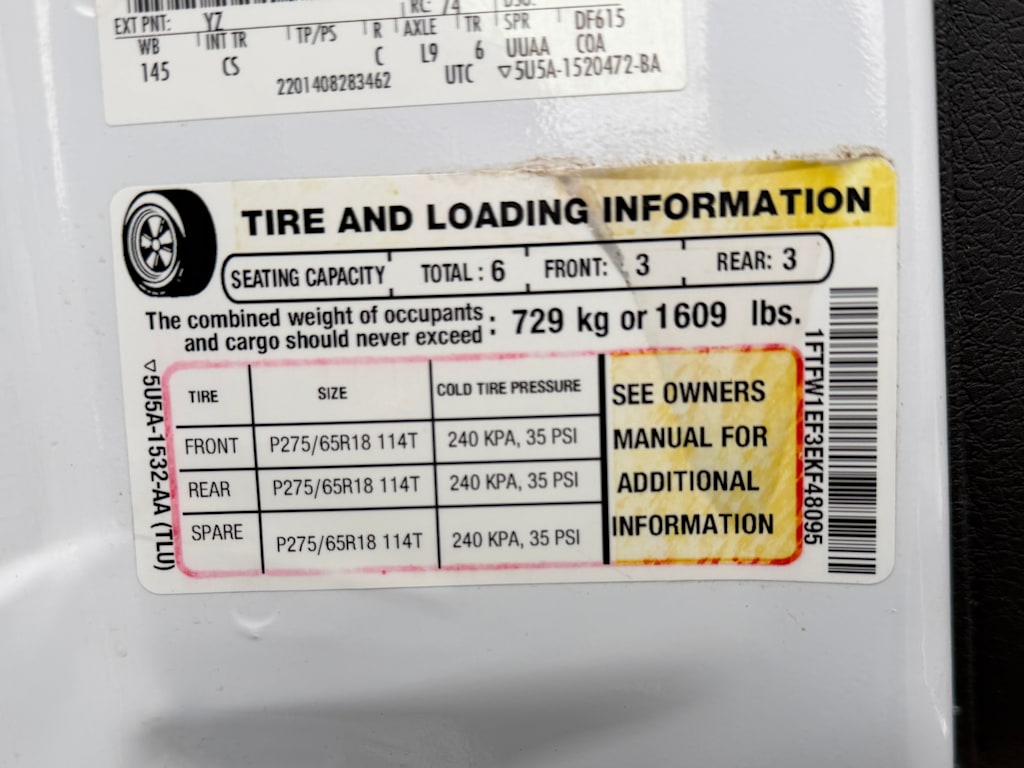 RC: 74 DSO:
EXT PNT: YZ
WB INT TR TP/PS R AXLE TR SPR DF615
145 CS C L9 6 UUAA COA
2201408283462 UTC ▽5U5A-1520472-BA
TIRE AND LOADING INFORMATION
SEATING CAPACITY TOTAL : 6 FRONT: 3 REAR: 3
The combined weight of occupants
and cargo should never exceed : 729 kg or 1609 lbs.
TIRE SIZE COLD TIRE PRESSURE
FRONT P275/65R18 114T 240 KPA, 35 PSI
REAR P275/65R18 114T 240 KPA, 35 PSI
SPARE P275/65R18 114T 240 KPA, 35 PSI
SEE OWNERS
MANUAL FOR
ADDITIONAL
INFORMATION
▽5U5A-1532-AA (TLU)
1FTFW1EF3EKF48095